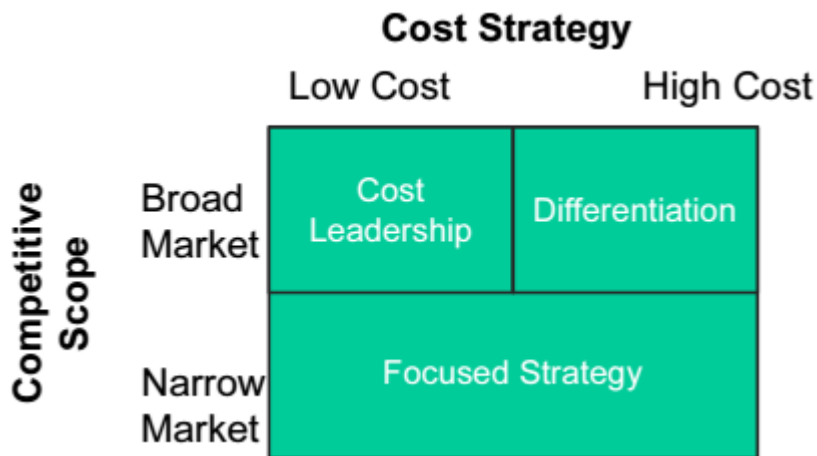 Cost Strategy
Low Cost High Cost
Competitive
Scope
Broad
Market
Cost
Leadership
Differentiation
Narrow
Market
Focused Strategy